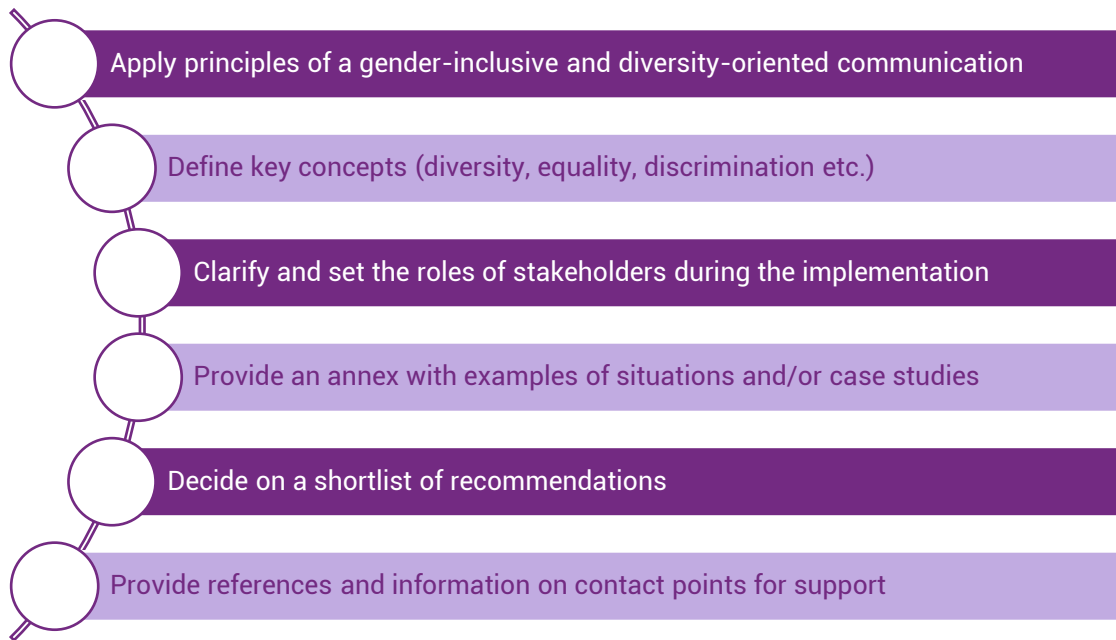 Apply principles of a gender-inclusive and diversity-oriented communication
Define key concepts (diversity, equality, discrimination etc.)
Clarify and set the roles of stakeholders during the implementation
Provide an annex with examples of situations and/or case studies
Decide on a shortlist of recommendations
Provide references and information on contact points for support